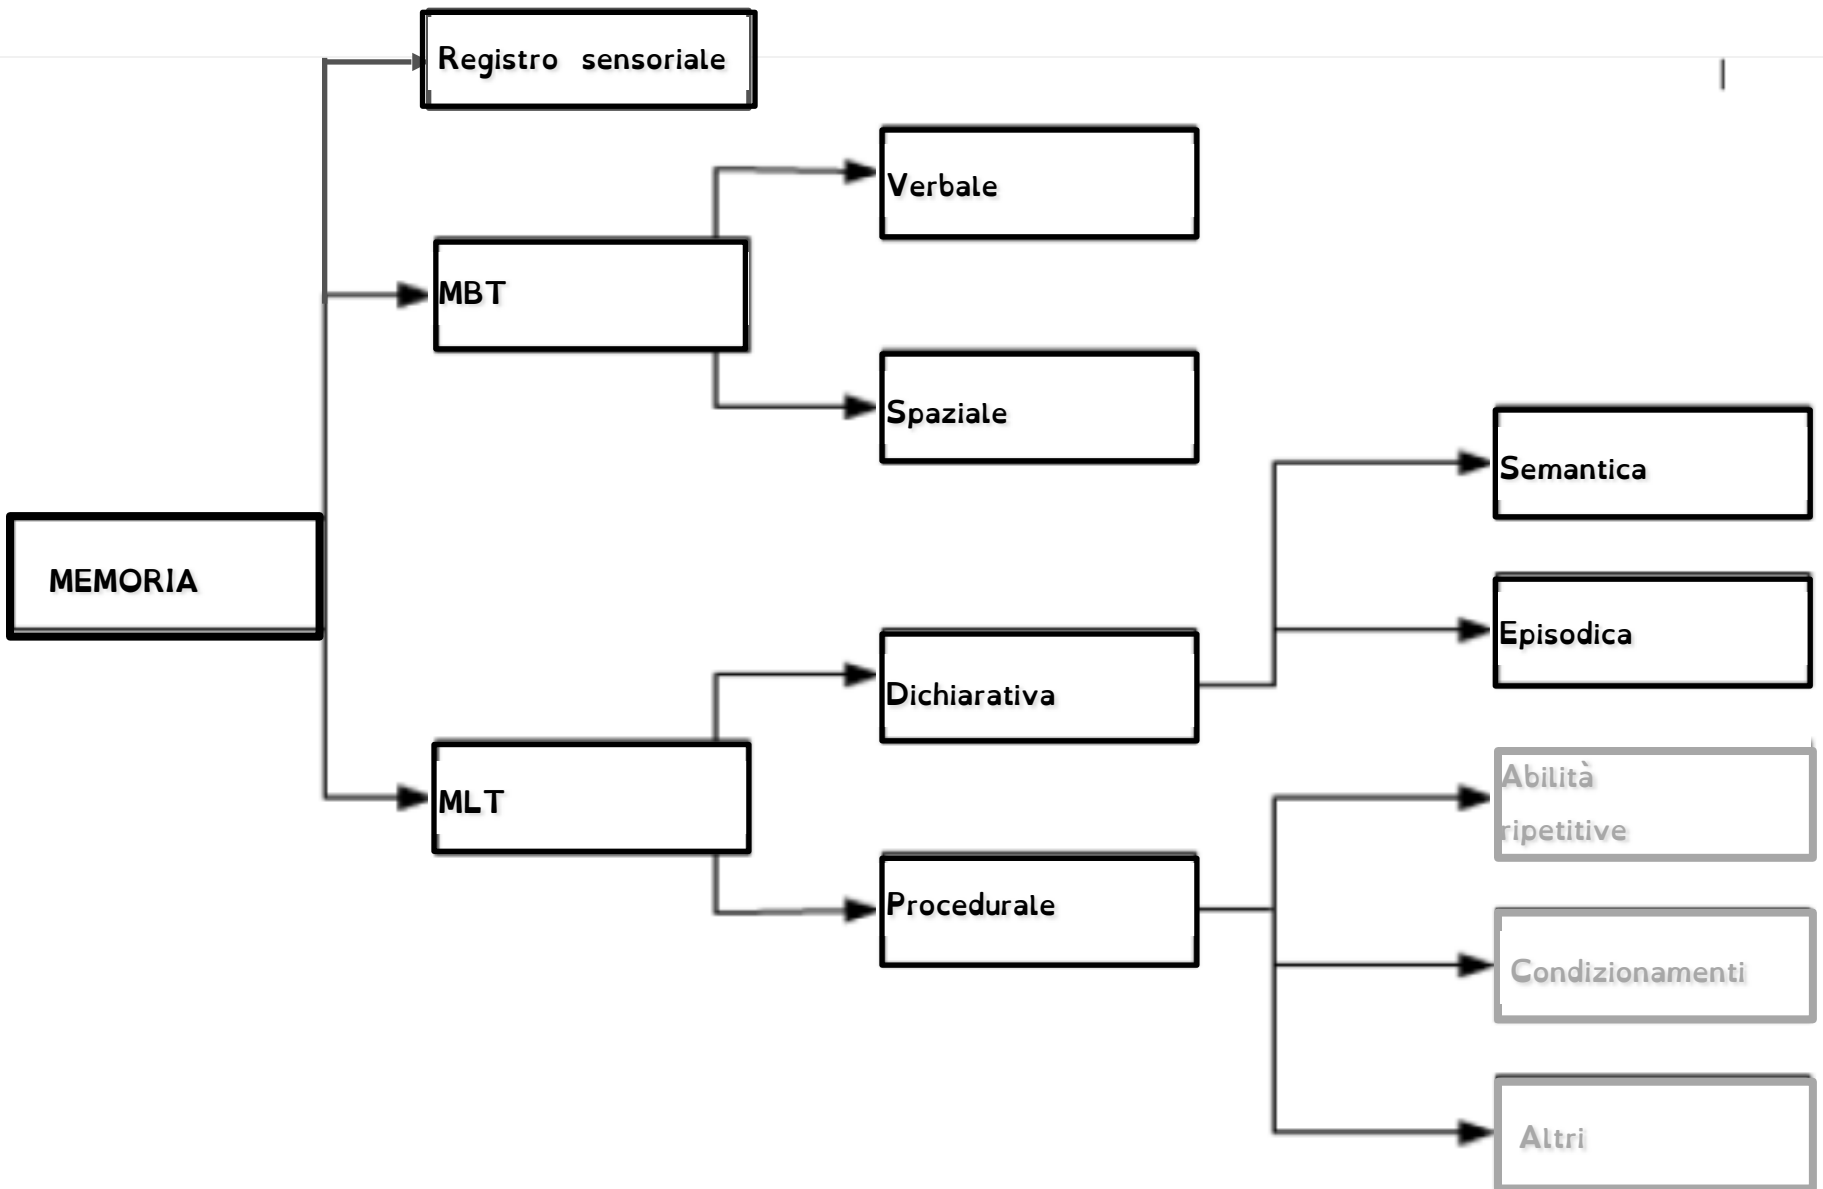 Registro sensoriale
Verbale
MBT
Spaziale
Semantica
MEMORIA
Episodica
Dichiarativa
MLT
Abilità
ripetitive
Procedurale
Condizionamenti
Altri